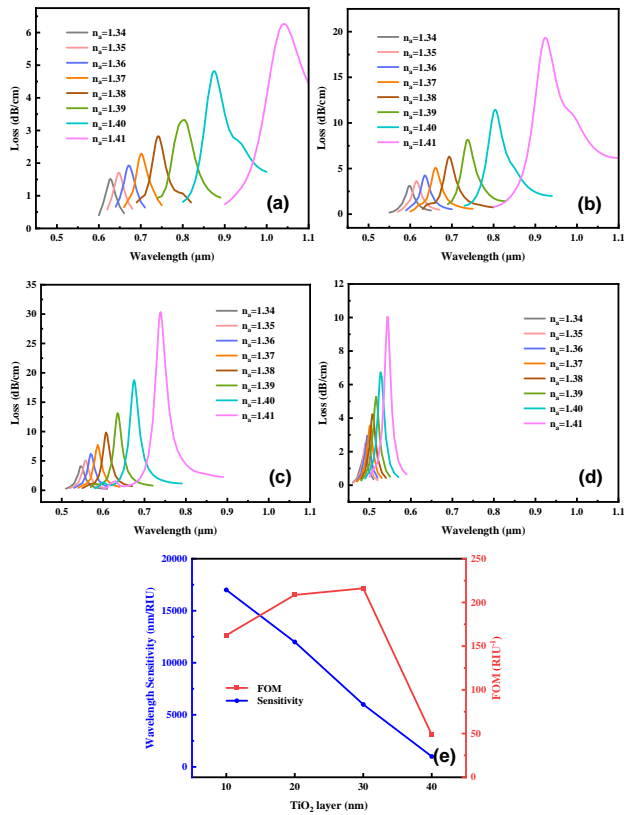 6
5
4
3
2
1
0
Loss (dB/cm)
nₐ=1.34
nₐ=1.35
nₐ=1.36
nₐ=1.37
nₐ=1.38
nₐ=1.39
nₐ=1.40
nₐ=1.41
(a)
0.5 0.6 0.7 0.8 0.9 1.0 1.1
Wavelength (μm)
20
15
10
5
0
Loss (dB/cm)
nₐ=1.34
nₐ=1.35
nₐ=1.36
nₐ=1.37
nₐ=1.38
nₐ=1.39
nₐ=1.40
nₐ=1.41
(b)
0.5 0.6 0.7 0.8 0.9 1.0 1.1
Wavelength (μm)
35
30
25
20
15
10
5
0
Loss (dB/cm)
nₐ=1.34
nₐ=1.35
nₐ=1.36
nₐ=1.37
nₐ=1.38
nₐ=1.39
nₐ=1.40
nₐ=1.41
(c)
0.5 0.6 0.7 0.8 0.9 1.0 1.1
Wavelength (μm)
12
10
8
6
4
2
0
Loss (dB/cm)
nₐ=1.34
nₐ=1.35
nₐ=1.36
nₐ=1.37
nₐ=1.38
nₐ=1.39
nₐ=1.40
nₐ=1.41
(d)
0.4 0.5 0.6 0.7 0.8 0.9 1.0 1.1
Wavelength (μm)
20000
15000
10000
5000
0
Wavelength Sensitivity (nm/RIU)
FOM
Sensitivity
(e)
250
200
150
100
50
0
FOM (RIU⁻¹)
10 20 30 40
TiO₂ layer (nm)